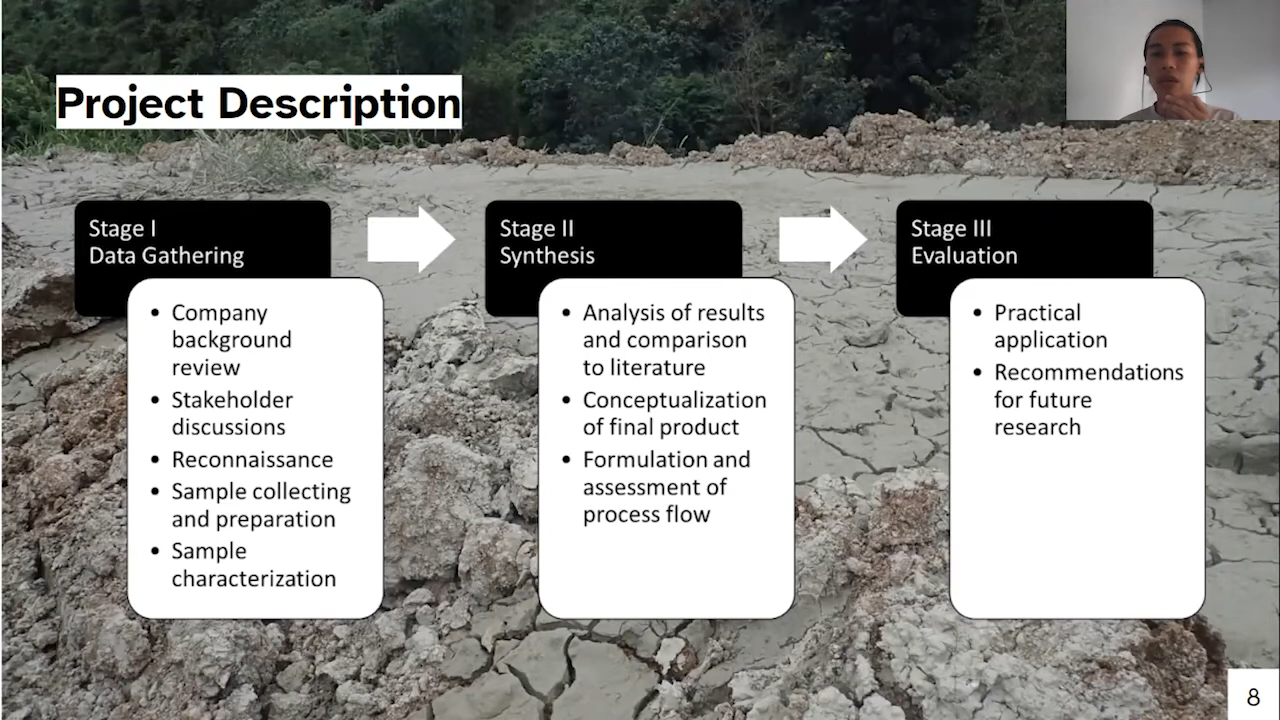 Project Description
Stage I
Data Gathering
• Company
background
review
• Stakeholder
discussions
• Reconnaissance
• Sample collecting
and preparation
• Sample
characterization
Stage II
Synthesis
• Analysis of results
and comparison
to literature
• Conceptualization
of final product
• Formulation and
assessment of
process flow
Stage III
Evaluation
• Practical
application
• Recommendations
for future
research
8